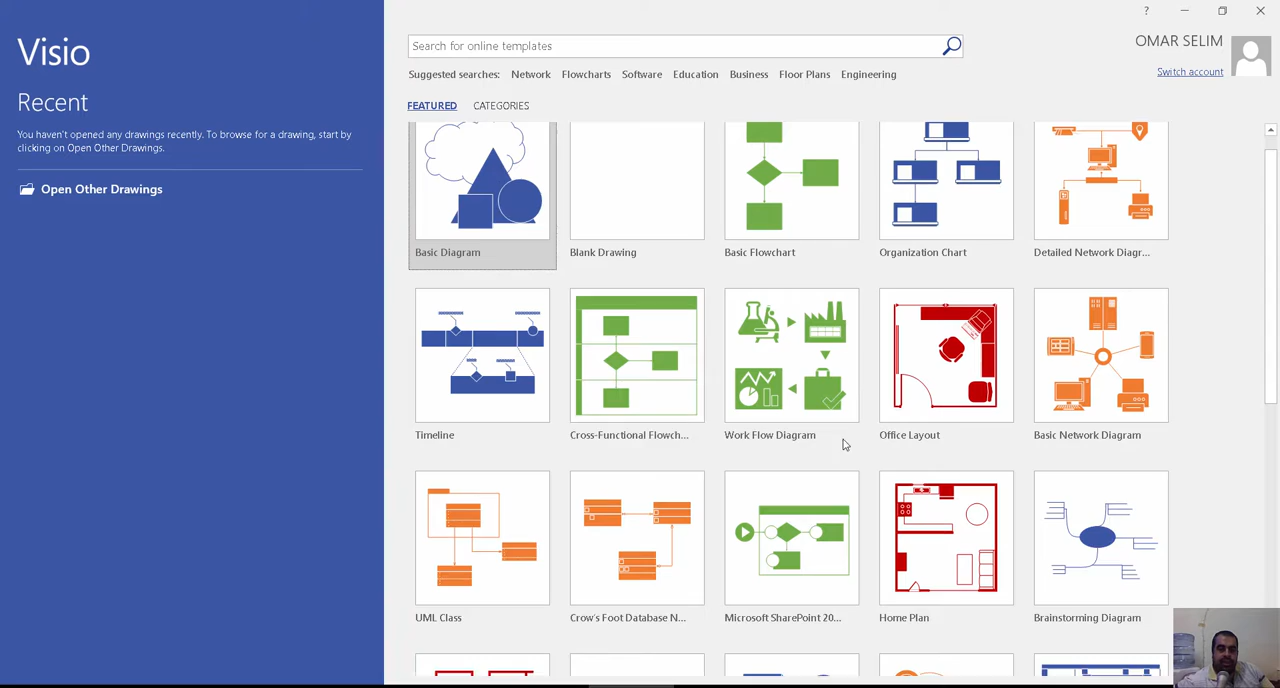 ?
Visio
Recent
You haven't opened any drawings recently. To browse for a drawing, start by
clicking on Open Other Drawings.
Open Other Drawings
Search for online templates
OMAR SELIM
Switch account
Suggested searches: Network Flowcharts Software Education Business Floor Plans Engineering
FEATURED CATEGORIES
Basic Diagram
Blank Drawing
Basic Flowchart
Organization Chart
Detailed Network Diagr...
Timeline
Cross-Functional Flowch...
Work Flow Diagram
Office Layout
Basic Network Diagram
UML Class
Crow's Foot Database N...
Microsoft SharePoint 20...
Home Plan
Brainstorming Diagram